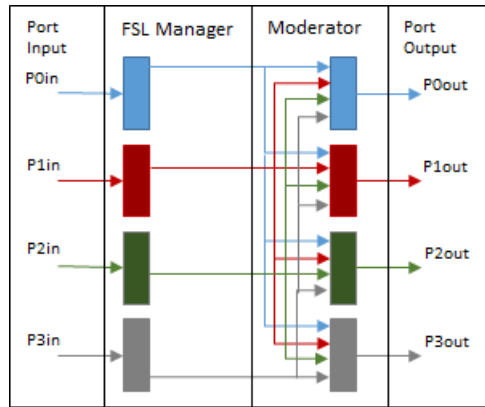 Port Input
FSL Manager
Moderator
Port Output
P0in
P0out
P1in
P1out
P2in
P2out
P3in
P3out